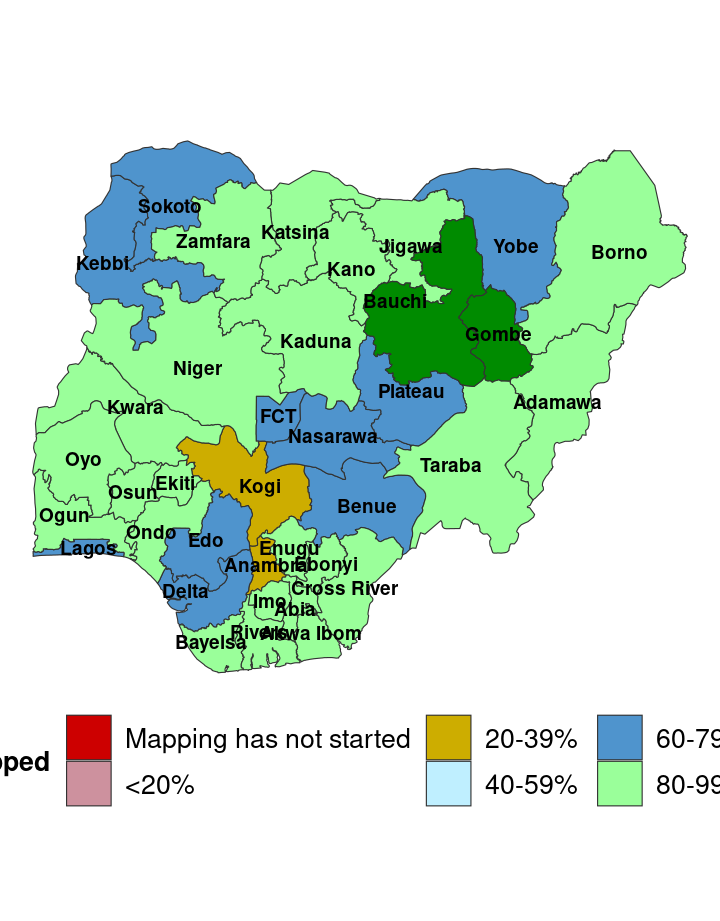 Sokoto
Katsina
Zamfara
Jigawa
Yobe
Borno
Kebbi
Kano
Bauchi
Gombe
Kaduna
Niger
Plateau
Adamawa
Kwara
FCT
Nasarawa
Oyo
Taraba
Ekiti
Kogi
Osun
Benue
Ogun
Ondo
Edo
Lagos
Enugu
Anambra
Ebonyi
Delta
Cross River
Imo
Abia
Rivers
Akwa Ibom
Bayelsa
pped
Mapping has not started
<20%
20-39%
40-59%
60-79
80-99